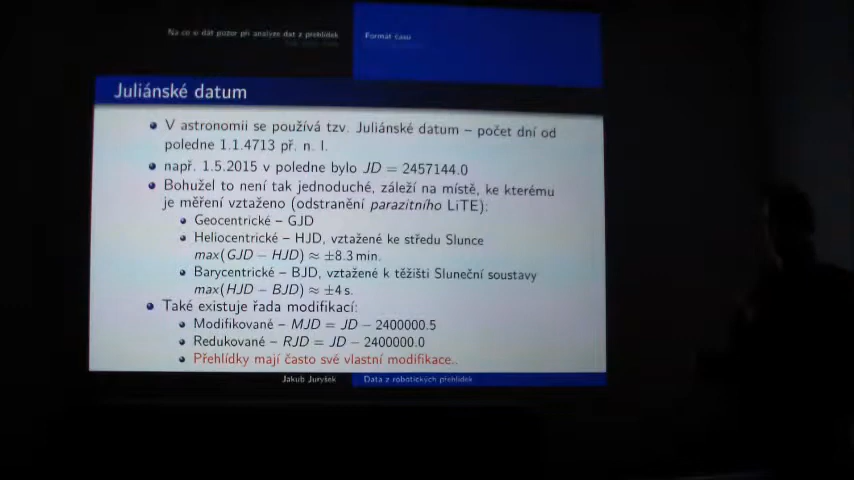 Na co si dát pozor při analýze dat z přehlídek
Formát času
Juliánské datum
V astronomii se používá tzv. Juliánské datum – počet dní od
poledne 1.1.4713 př. n. l.
např. 1.5.2015 v poledne bylo JD = 2457144.0
Bohužel to není tak jednoduché, záleží na místě, ke kterému
je měření vztaženo (odstranění parazitního LiTE):
Geocentrické – GJD
Heliocentrické – HJD, vztažené ke středu Slunce
max(GJD − HJD) ≈ ±8.3 min.
Barycentrické – BJD, vztažené k těžišti Sluneční soustavy
max(HJD − BJD) ≈ ±4 s.
Také existuje řada modifikací:
Modifikované – MJD = JD − 2400000.5
Redukované – RJD = JD − 2400000.0
Přehlídky mají často své vlastní modifikace..
Jakub Juryšek
Data z robotických přehlídek